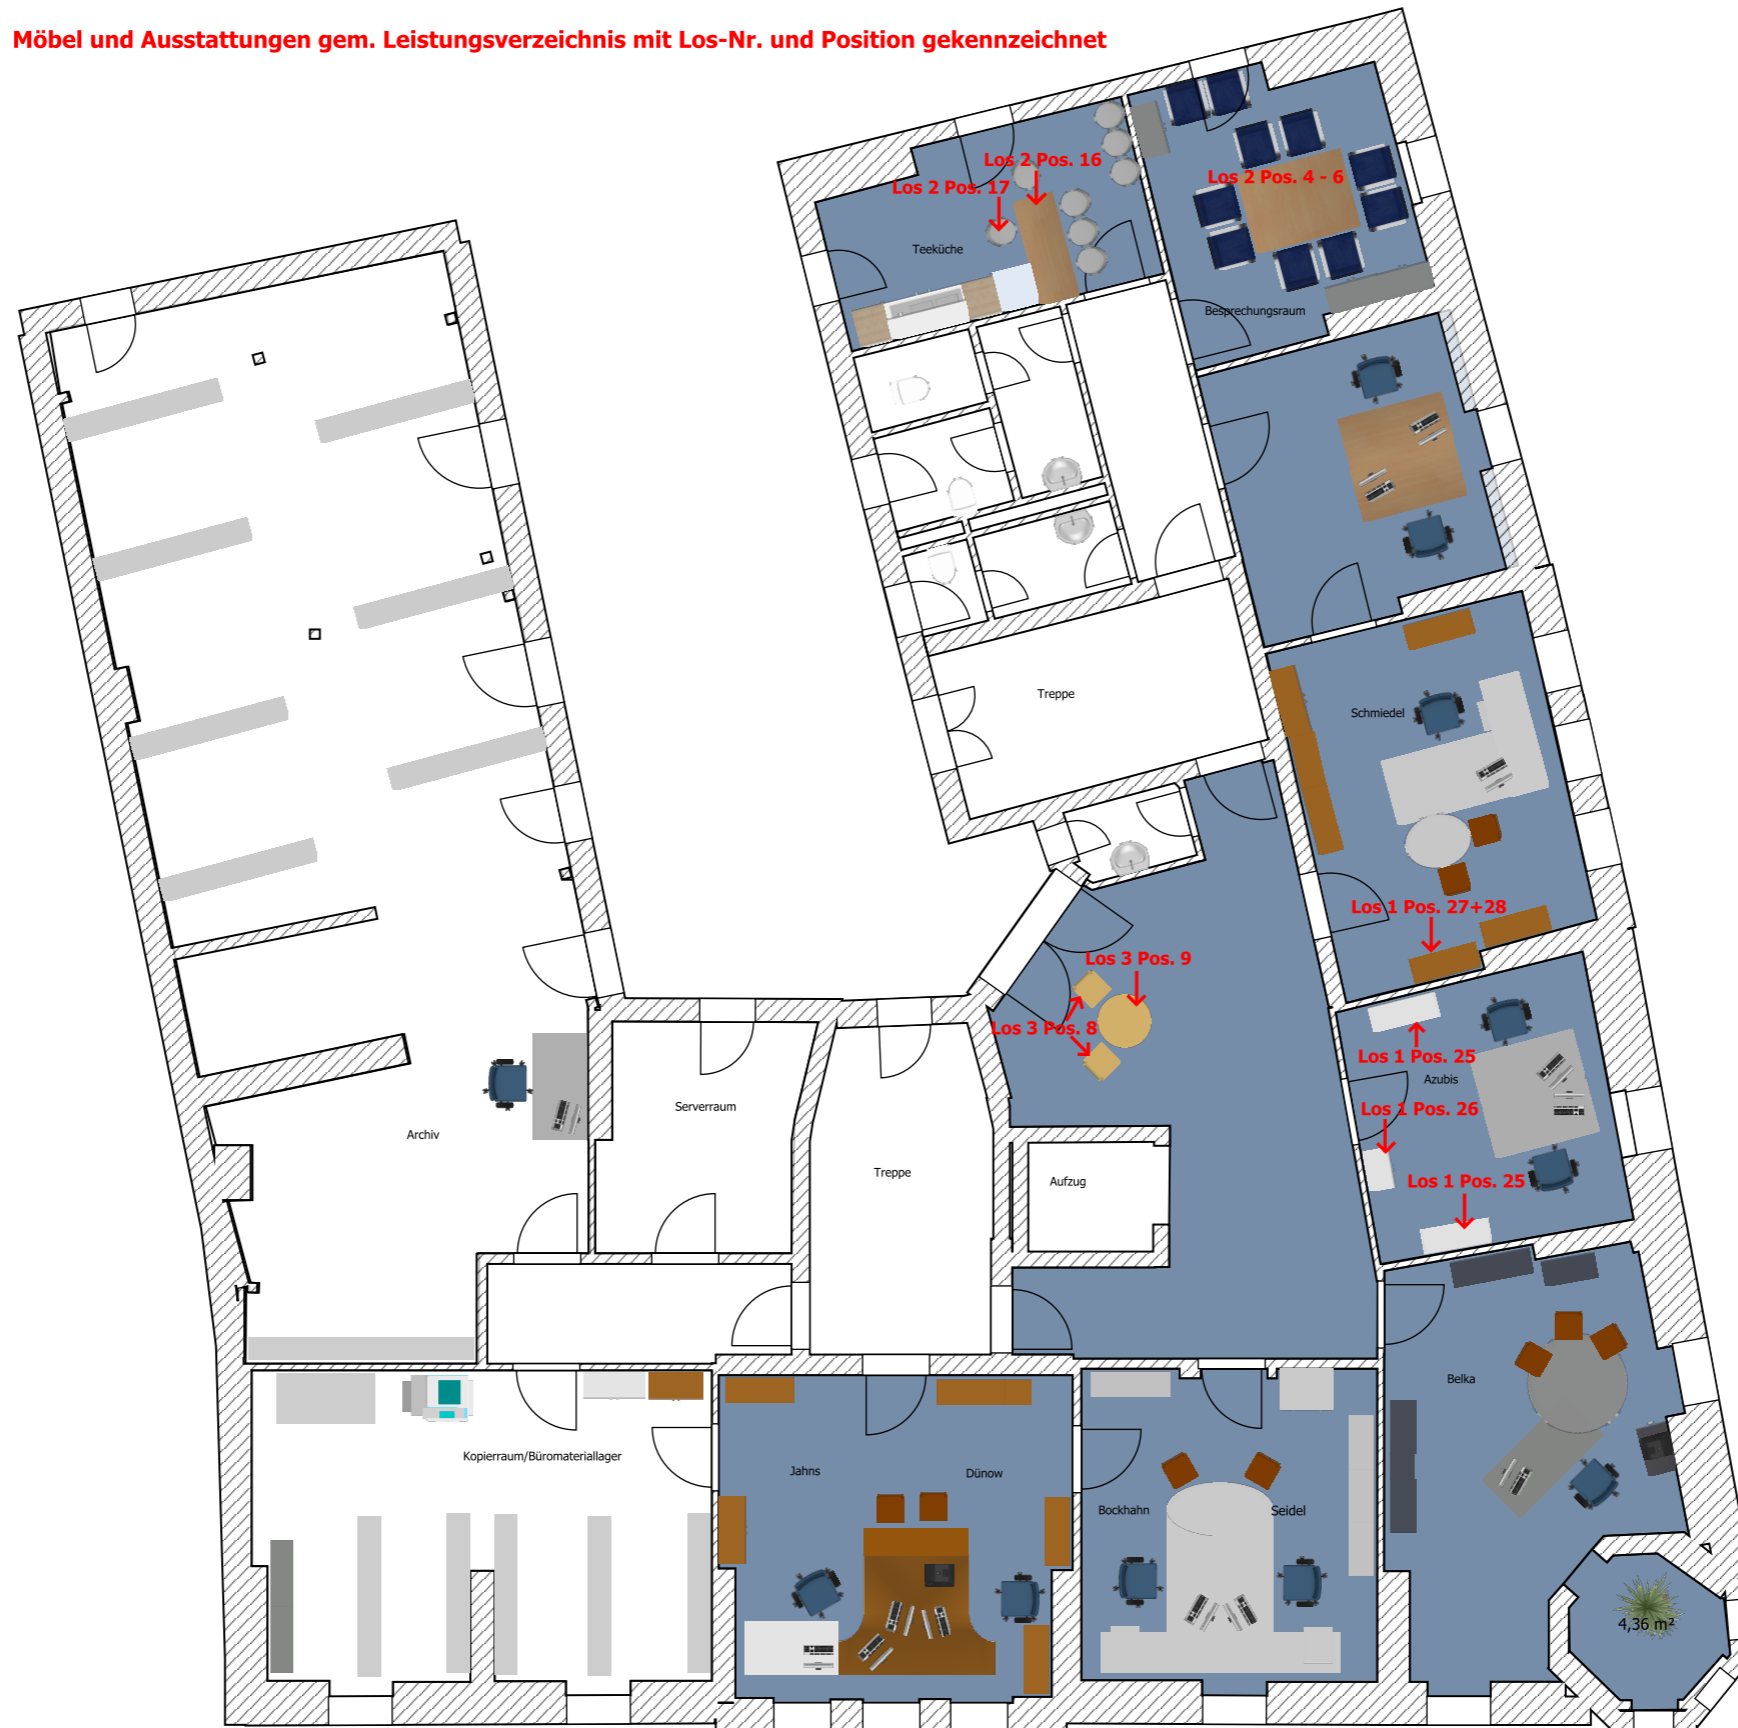 Möbel und Ausstattungen gem. Leistungsverzeichnis mit Los-Nr. und Position gekennzeichnet
Los 2 Pos. 16
Los 2 Pos. 17
Los 2 Pos. 4 - 6
Teeküche
Besprechungsraum
Treppe
Schmiedel
Los 1 Pos. 27+28
Los 3 Pos. 9
Los 3 Pos. 8
Los 1 Pos. 25
Azubis
Serverraum
Los 1 Pos. 26
Archiv
Treppe
Aufzug
Los 1 Pos. 25
Belka
Kopierraum/Büromateriallager
Jahns
Dünow
Bockhahn
Seidel
4,36 m²